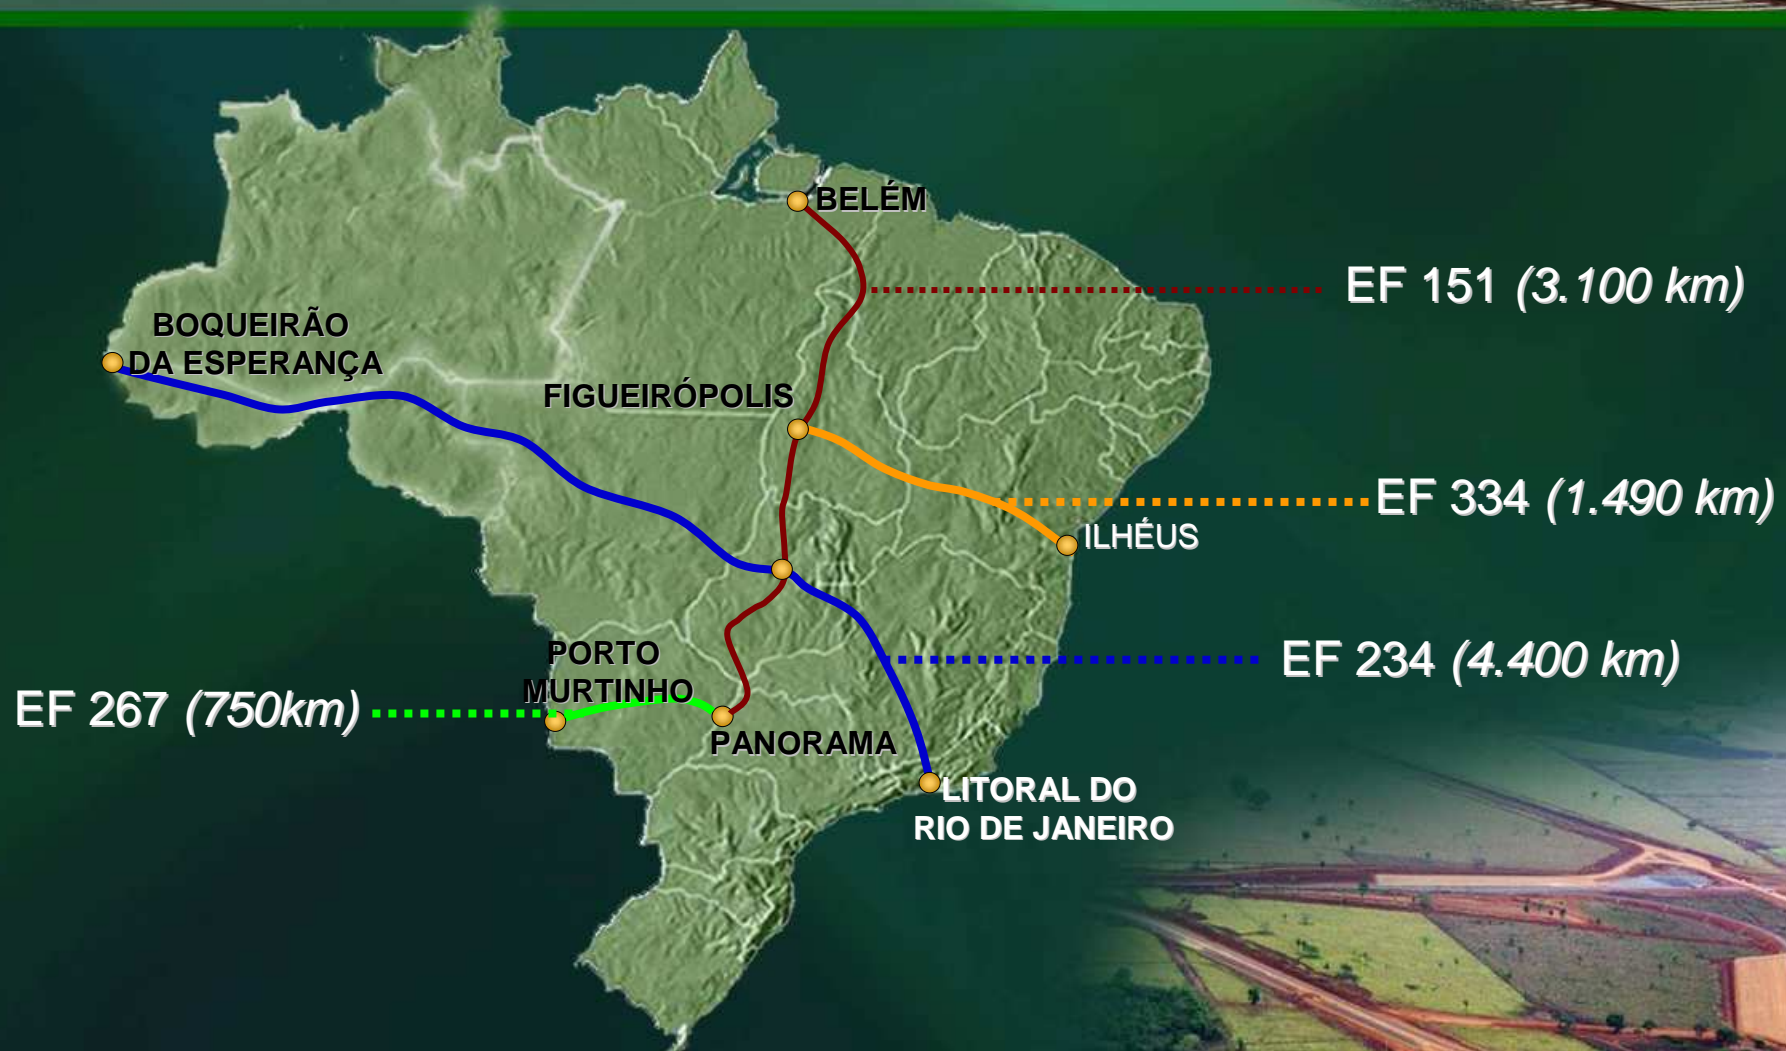 BELÉM
EF 151 (3.100 km)
BOQUEIRÃO
DA ESPERANÇA
FIGUEIRÓPOLIS
EF 334 (1.490 km)
ILHÉUS
PORTO
MURTINHO
EF 234 (4.400 km)
EF 267 (750km)
PANORAMA
LITORAL DO
RIO DE JANEIRO